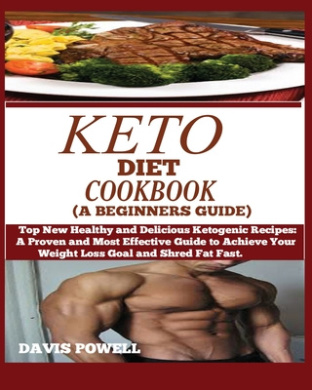 KETO
DIET
COOKBOOK
(A BEGINNERS GUIDE)
Top New Healthy and Delicious Ketogenic Recipes:
A Proven and Most Effective Guide to Achieve Your
Weight Loss Goal and Shred Fat Fast.
DAVIS POWELL